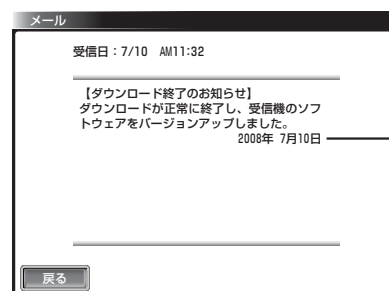 メール
受信日：7/10 AM11:32
【ダウンロード終了のお知らせ】
ダウンロードが正常に終了し、受信機のソフ
トウェアをバージョンアップしました。
2008年 7月10日
戻る